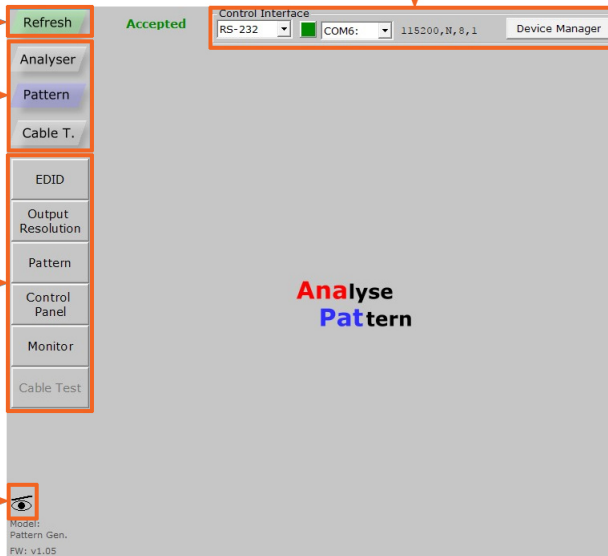 Control Interface
Refresh
Accepted
RS-232
COM6:
115200,N,8,1
Device Manager
Analyser
Pattern
Cable T.
EDID
Output
Resolution
Pattern
Control
Panel
Monitor
Cable Test
Analyse
Pattern
Model:
Pattern Gen.
FW: v1.05